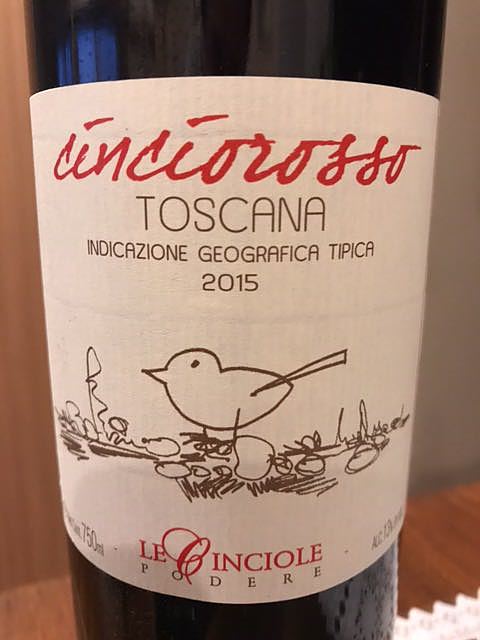 cinciorosso
TOSCANA
INDICAZIONE GEOGRAFICA TIPICA
2015
750ml
LE CINCIOLE
PODERE